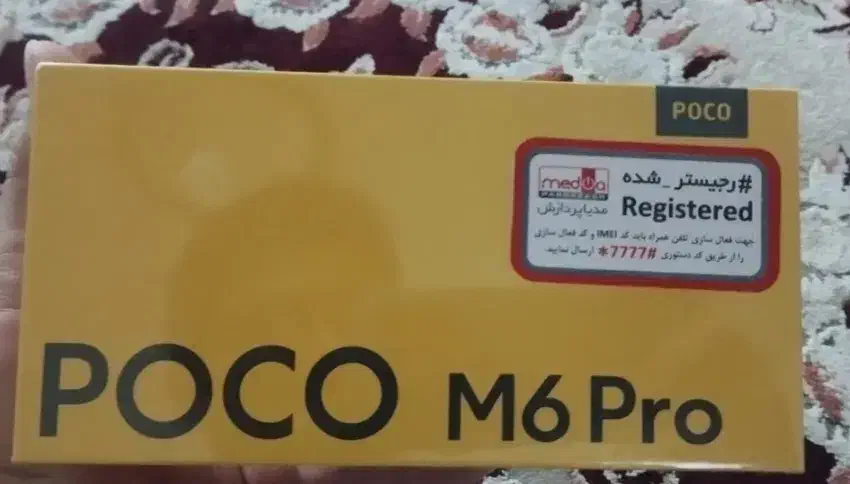 POCO
#رجیستر_شده
media
PARDAZESH
مدیاپردازش
Registered
جهت فعال سازی تلفن همراه باید کد IMEI و کد فعال سازی
را از طریق کد دستوری #7777* ارسال نمایید.
POCO M6 Pro